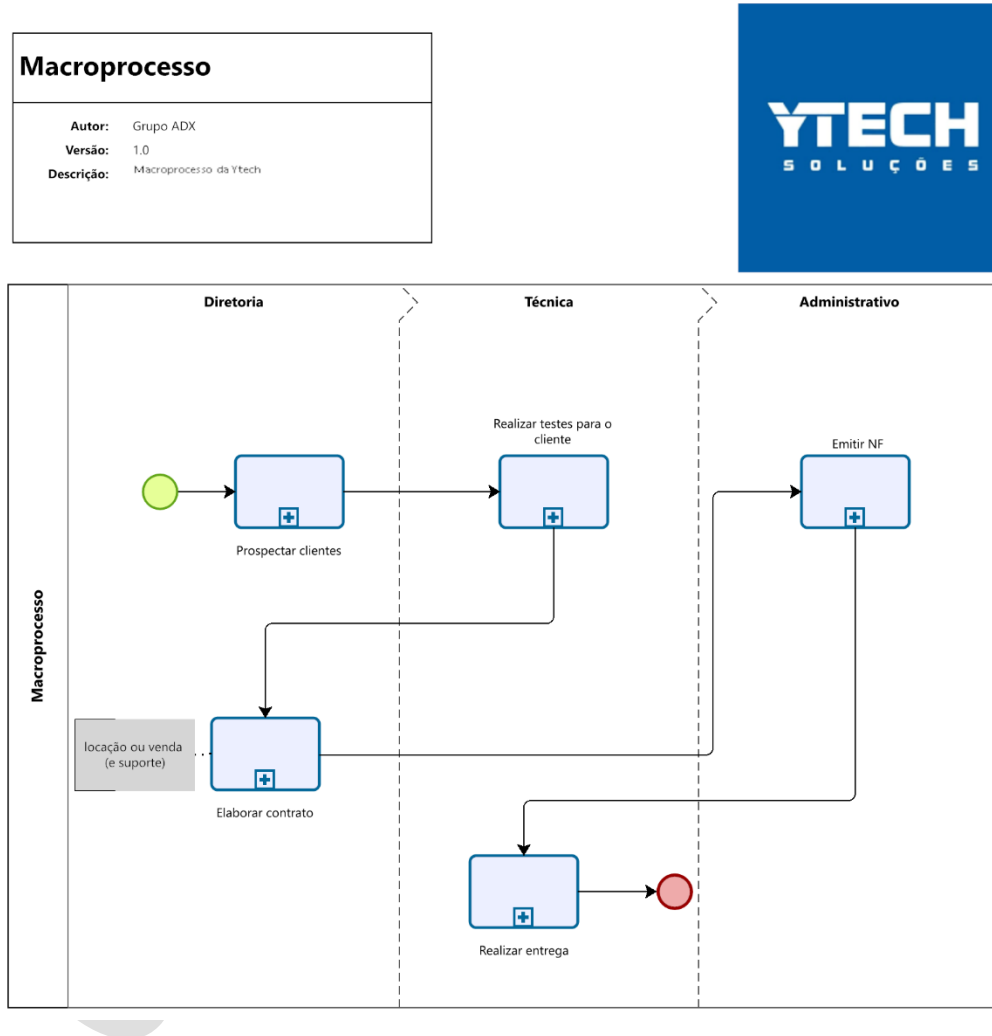 Macroprocesso
Autor: Grupo ADX
Versão: 1.0
Descrição: Macroprocesso da Ytech
YTECH
SOLUÇÕES
Macroprocesso
Diretoria
Técnica
Administrativo
Realizar testes para o
cliente
Emitir NF
Prospectar clientes
locação ou venda
(e suporte)
Elaborar contrato
Realizar entrega